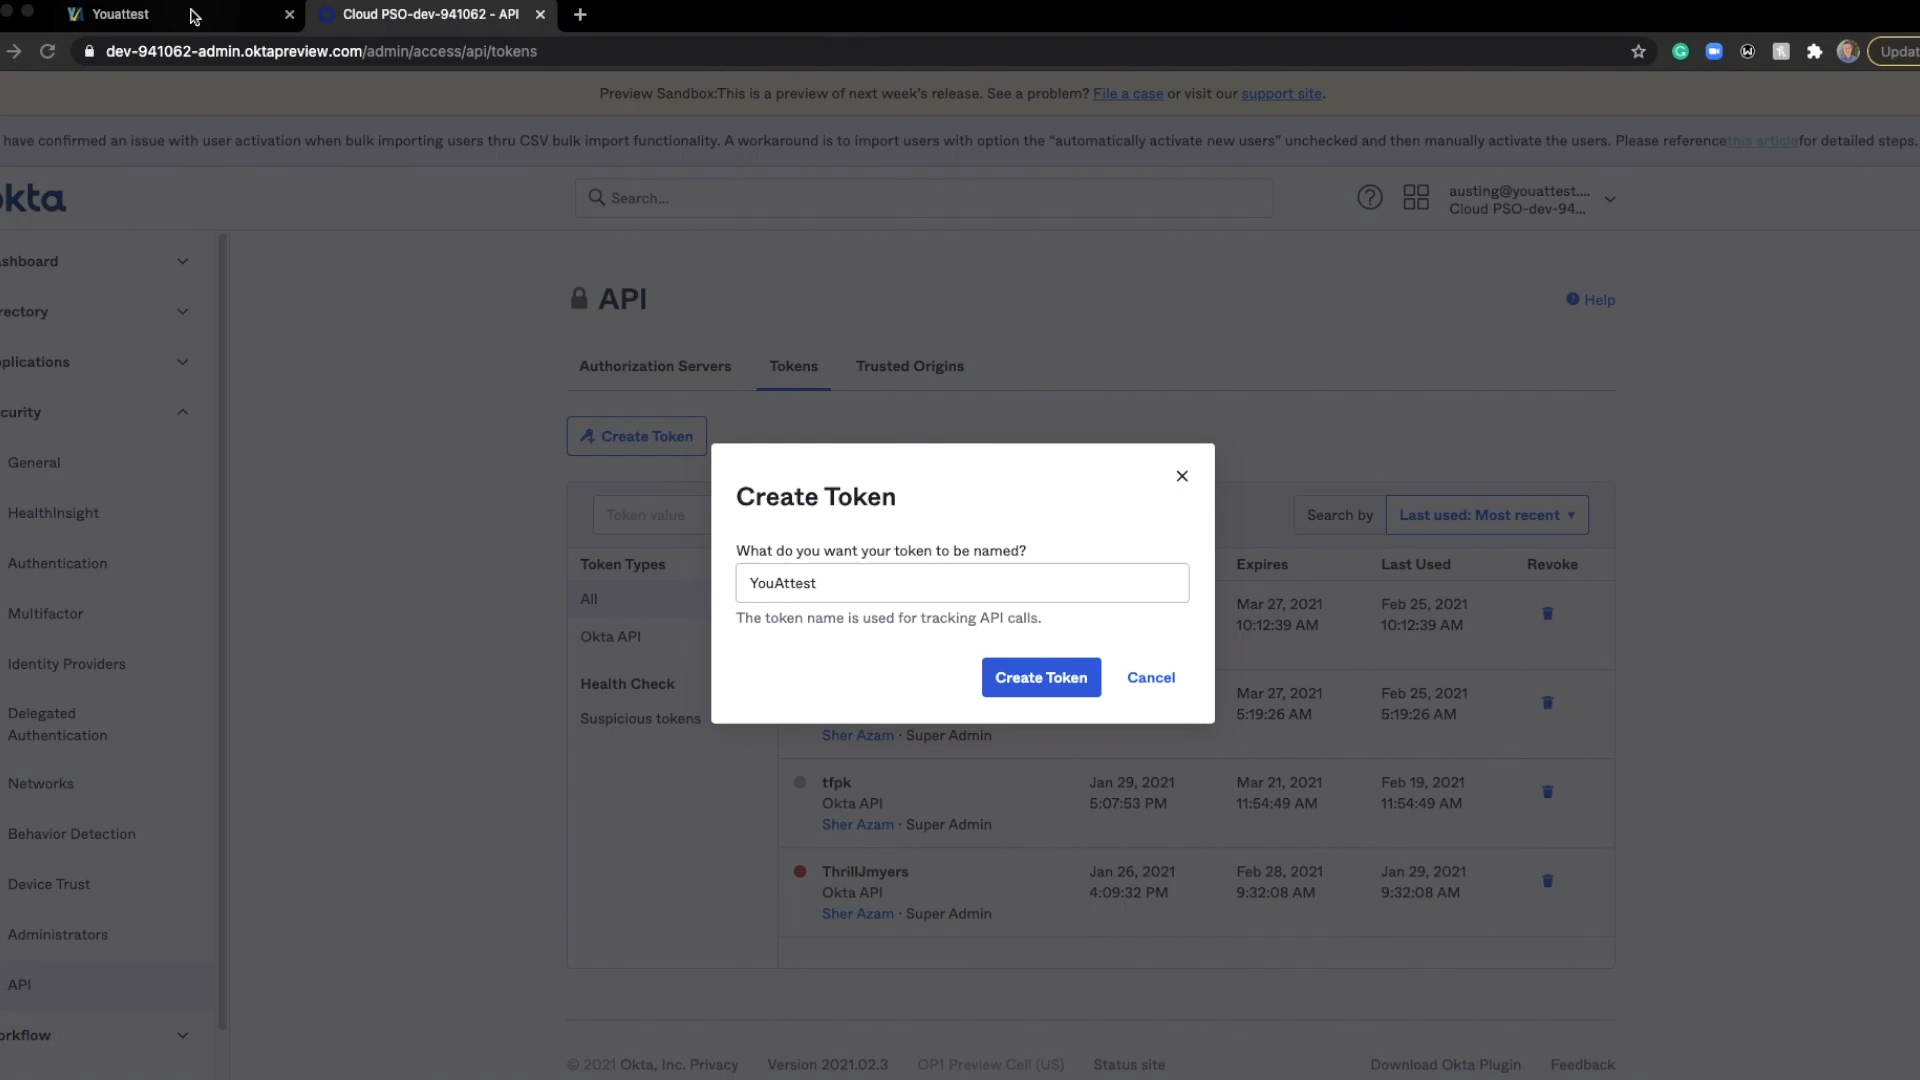 Youattest
Cloud PSO-dev-941062 - API
dev-941062-admin.oktapreview.com/admin/access/api/tokens
Updat
Preview Sandbox:This is a preview of next week's release. See a problem? File a case or visit our support site.
have confirmed an issue with user activation when bulk importing users thru CSV bulk import functionality. A workaround is to import users with option the “automatically activate new users” unchecked and then manually activate the users. Please reference this article for detailed steps.
okta
Search...
austing@youattest....
Cloud PSO-dev-94...
shboard
rectory
plications
curity
General
HealthInsight
Authentication
Multifactor
Identity Providers
Delegated
Authentication
Networks
Behavior Detection
Device Trust
Administrators
API
orkflow
API
Help
Authorization Servers
Tokens
Trusted Origins
Create Token
Token value
Search by
Last used: Most recent
Token Types
Expires
Last Used
Revoke
All
Okta API
Health Check
Suspicious tokens
Create Token
What do you want your token to be named?
YouAttest
The token name is used for tracking API calls.
Create Token
Cancel
Mar 27, 2021
10:12:39 AM
Feb 25, 2021
10:12:39 AM
Mar 27, 2021
5:19:26 AM
Feb 25, 2021
5:19:26 AM
Sher Azam · Super Admin
tfpk
Okta API
Sher Azam · Super Admin
Jan 29, 2021
5:07:53 PM
Mar 21, 2021
11:54:49 AM
Feb 19, 2021
11:54:49 AM
ThrillJmyers
Okta API
Sher Azam · Super Admin
Jan 26, 2021
4:09:32 PM
Feb 28, 2021
9:32:08 AM
Jan 29, 2021
9:32:08 AM
© 2021 Okta, Inc. Privacy
Version 2021.02.3
OP1 Preview Cell (US)
Status site
Download Okta Plugin
Feedback